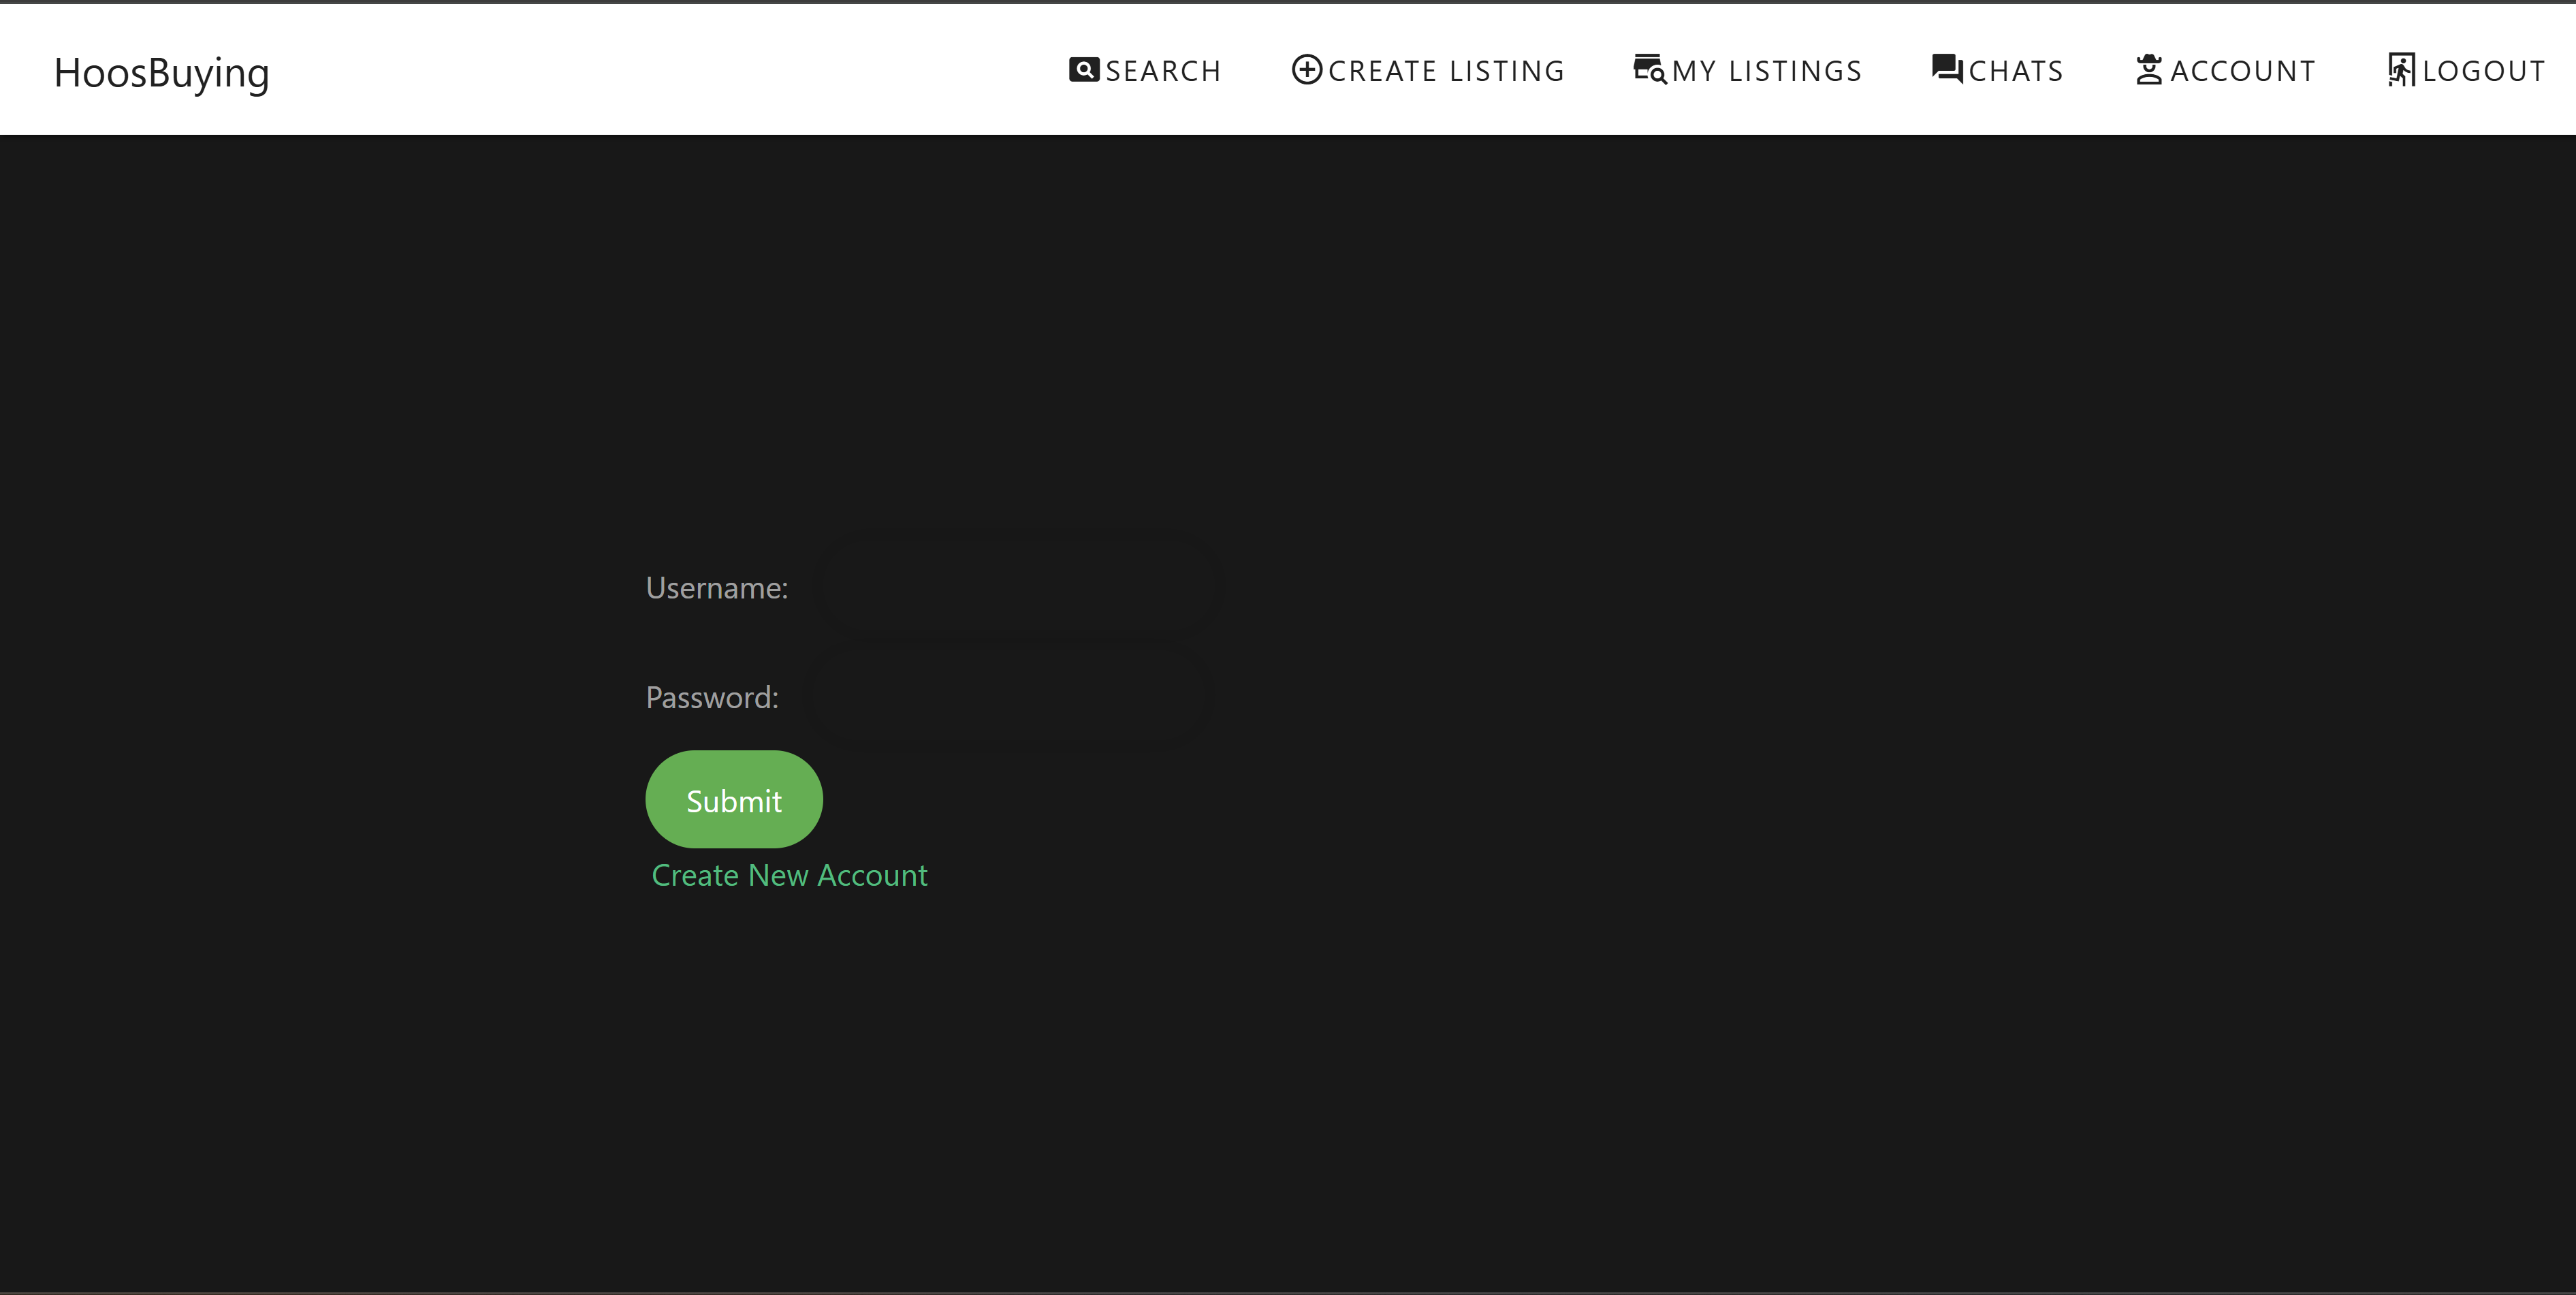 HoosBuying
SEARCH
CREATE LISTING
MY LISTINGS
CHATS
ACCOUNT
LOGOUT
Username:
Password:
Submit
Create New Account